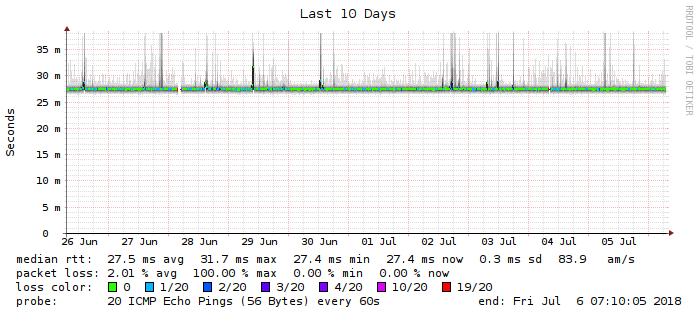 Last 10 Days
RRDTOOL / TOBI OETIKER
Seconds
35 m
30 m
25 m
20 m
15 m
10 m
5 m
0
26 Jun 27 Jun 28 Jun 29 Jun 30 Jun 01 Jul 02 Jul 03 Jul 04 Jul 05 Jul
median rtt: 27.5 ms avg 31.7 ms max 27.4 ms min 27.4 ms now 0.3 ms sd 83.9 am/s
packet loss: 2.01 % avg 100.00 % max 0.00 % min 0.00 % now
loss color: 0 1/20 2/20 3/20 4/20 10/20 19/20
probe: 20 ICMP Echo Pings (56 Bytes) every 60s end: Fri Jul 6 07:10:05 2018